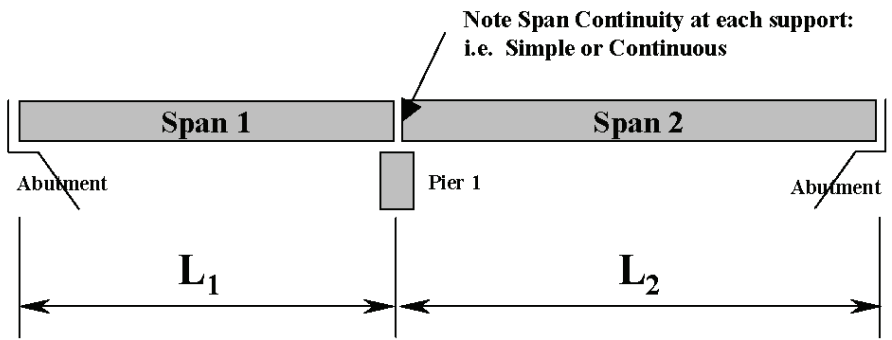 Note Span Continuity at each support:
i.e. Simple or Continuous
Span 1
Span 2
Abutment
Pier 1
Abutment
L1
L2